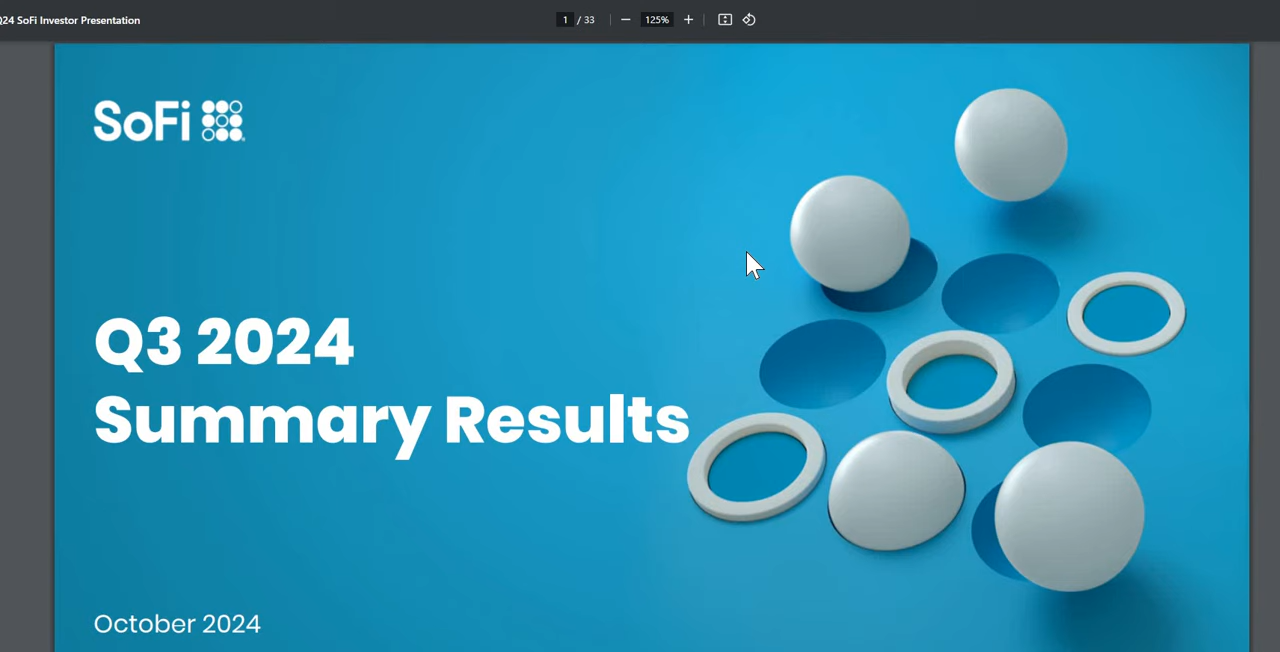 Q24 SoFi Investor Presentation
1 / 33
125%
SoFi
Q3 2024
Summary Results
October 2024